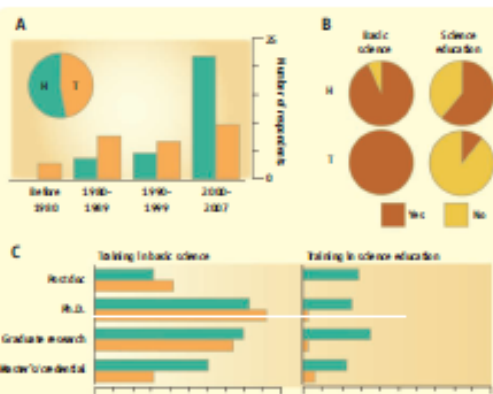 A
B
25
Number of respondents
0
H T
Before
1980
1980–
1989
1990–
1999
2000–
2007
Basic
science
Science
education
H
T
Yes
No
C
Training in basic science
Training in science education
Postdoc
Ph.D.
Graduate research
Master's/credential